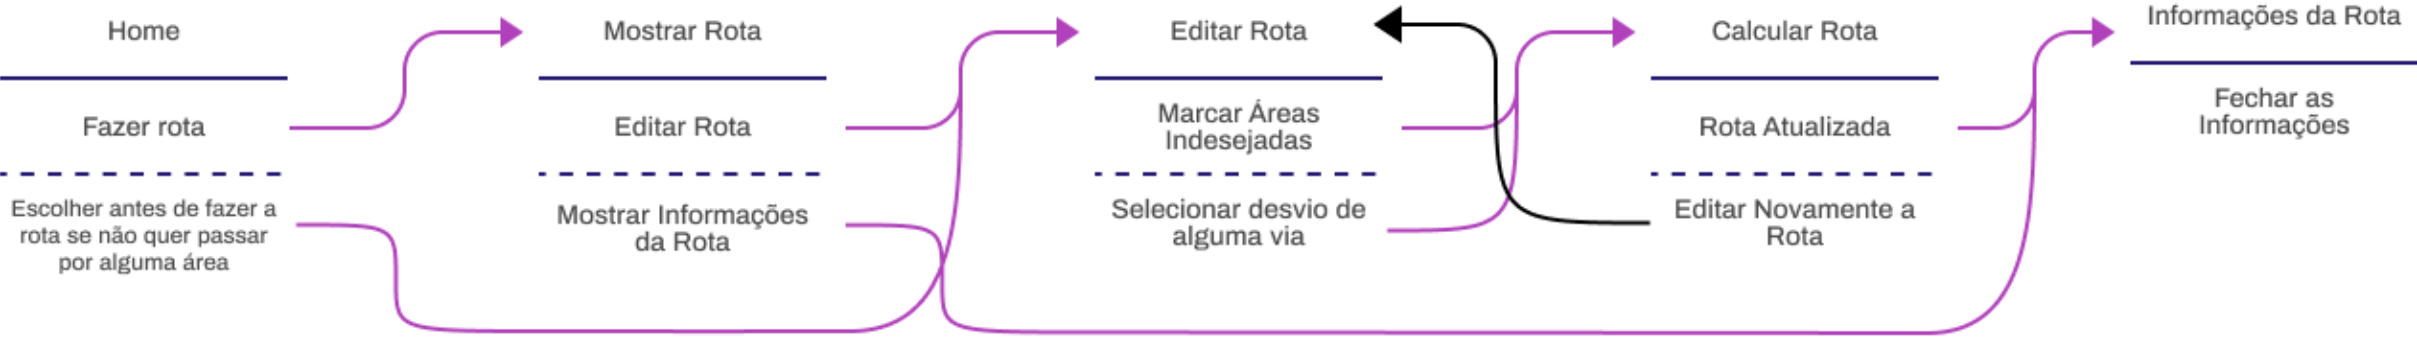 Home
Fazer rota
Escolher antes de fazer a
rota se não quer passar
por alguma área
Mostrar Rota
Editar Rota
Mostrar Informações
da Rota
Editar Rota
Marcar Áreas
Indesejadas
Selecionar desvio de
alguma via
Calcular Rota
Rota Atualizada
Editar Novamente a
Rota
Informações da Rota
Fechar as
Informações